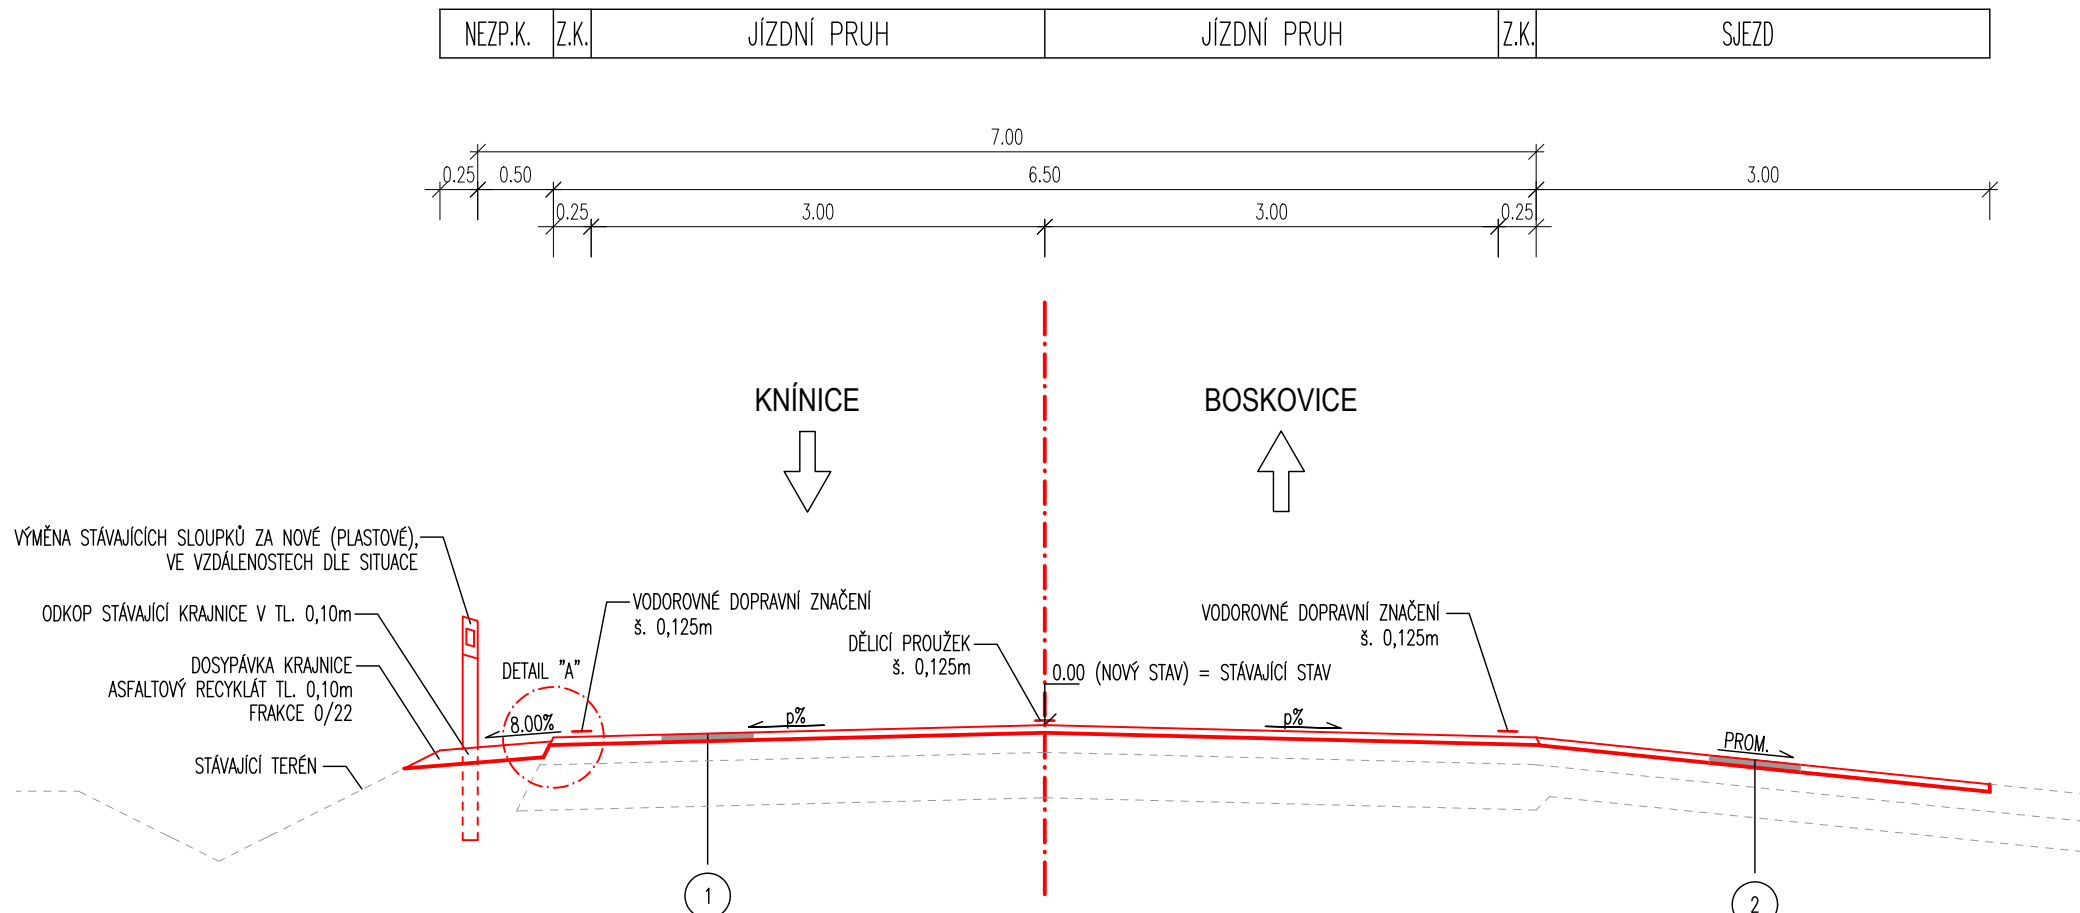 NEZP.K. Z.K. JÍZDNÍ PRUH JÍZDNÍ PRUH Z.K. SJEZD
7.00
0.25 0.50 6.50 3.00
0.25 3.00 3.00 0.25
KNÍNICE BOSKOVICE
VÝMĚNA STÁVAJÍCÍCH SLOUPKŮ ZA NOVÉ (PLASTOVÉ),
VE VZDÁLENOSTECH DLE SITUACE
ODKOP STÁVAJÍCÍ KRAJNICE V TL. 0,10m
DOSYPÁVKA KRAJNICE
ASFALTOVÝ RECYKLÁT TL. 0,10m
FRAKCE 0/22
STÁVAJÍCÍ TERÉN
DETAIL "A"
8.00%
VODOROVNÉ DOPRAVNÍ ZNAČENÍ
š. 0,125m
DĚLICÍ PROUŽEK
š. 0,125m
0.00 (NOVÝ STAV) = STÁVAJÍCÍ STAV
VODOROVNÉ DOPRAVNÍ ZNAČENÍ
š. 0,125m
p% p%
PROM.
1 2